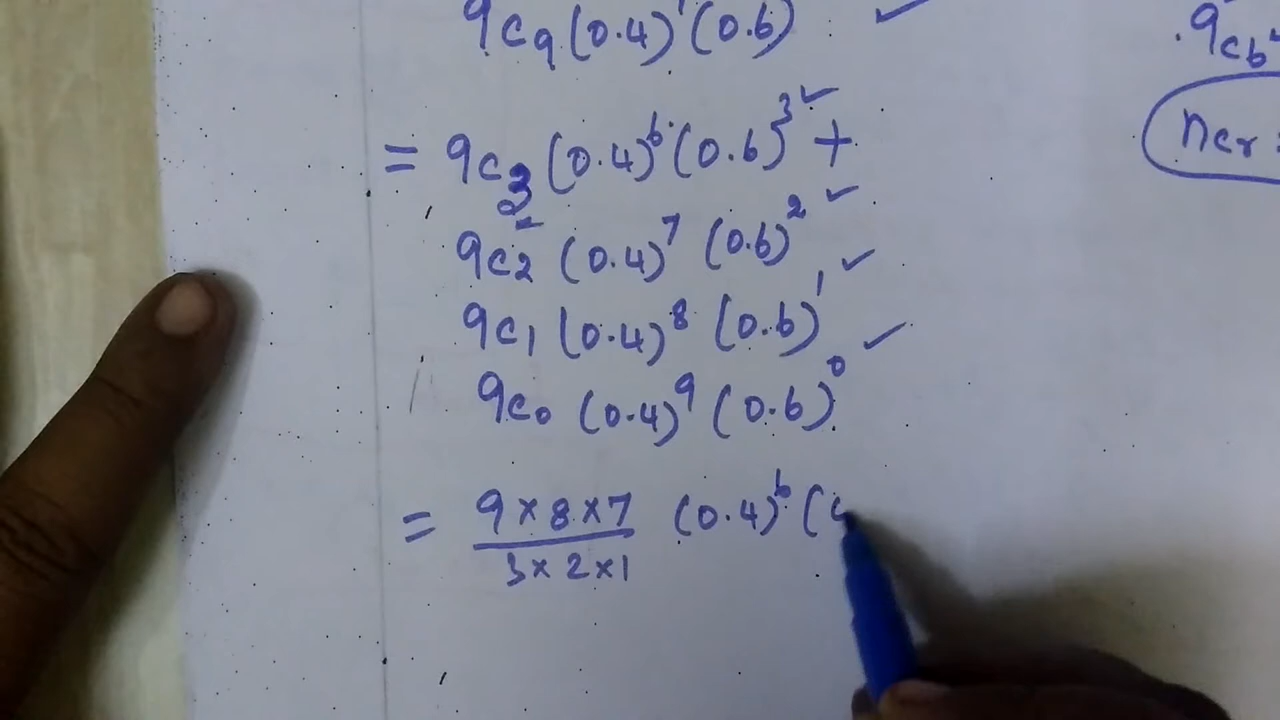 9c9 (0.4)' (0.6) ✓
.9c6
= 9c3 (0.4)^6 (0.6)^3 ✓ +
ncr =
9c2 (0.4)^7 (0.6)^2 ✓
9c1 (0.4)^8 (0.6)^1 ✓
9c0 (0.4)^9 (0.6)^0 ✓
= 9×8×7 (0.4)^6 (
3×2×1